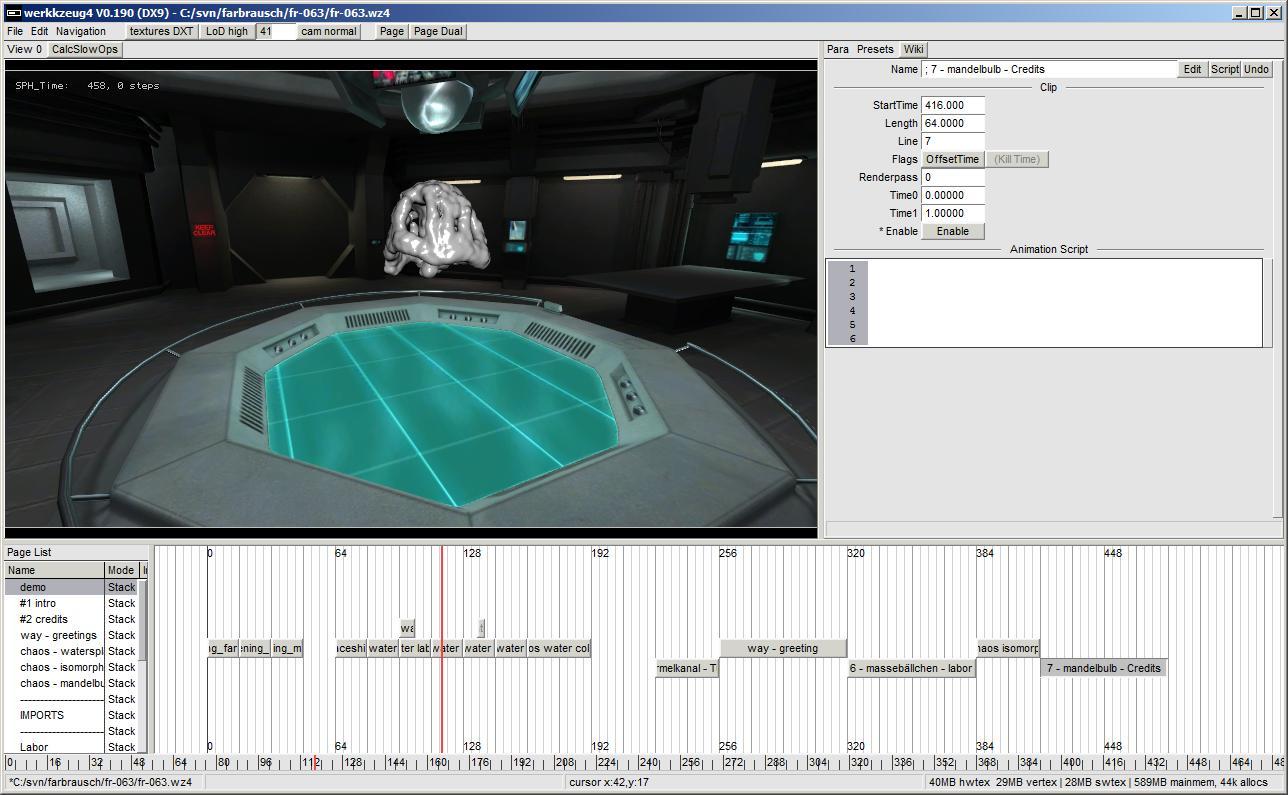 werkkzeug4 V0.190 (DX9) - C:/svn/farbrausch/fr-063/fr-063.wz4
File Edit Navigation textures DXT LoD high 41 cam normal Page Page Dual
View 0 CalcSlowOps
Para Presets Wiki
SPH_Time: 458, 0 steps
KEEP
CLEAR
Name ; 7 - mandelbulb - Credits Edit Script Undo
Clip
StartTime 416.000
Length 64.0000
Line 7
Flags OffsetTime (Kill Time)
Renderpass 0
Time0 0.00000
Time1 1.00000
* Enable Enable
Animation Script
1
2
3
4
5
6
Page List
Name Mode
demo Stack
#1 intro Stack
#2 credits Stack
way - greetings Stack
chaos - waterspl Stack
chaos - isomorph Stack
chaos - mandelbu Stack
-------------------- Stack
IMPORTS Stack
-------------------- Stack
Labor Stack
0 64 128 192 256 320 384 448
wa t
ng_far ening_ ing_m aceshi water ter lab water water water os water col way - greeting haos isomorp
rmelkanal - T 6 - massebällchen - labor 7 - mandelbulb - Credits
0 64 128 192 256 320 384 448
0 16 32 48 64 80 96 112 128 144 160 176 192 208 224 240 256 272 288 304 320 336 352 368 384 400 416 432 448 464 48
*C:/svn/farbrausch/fr-063/fr-063.wz4 cursor x:42,y:17 40MB hwtex 29MB vertex | 28MB swtex | 589MB mainmem, 44k allocs